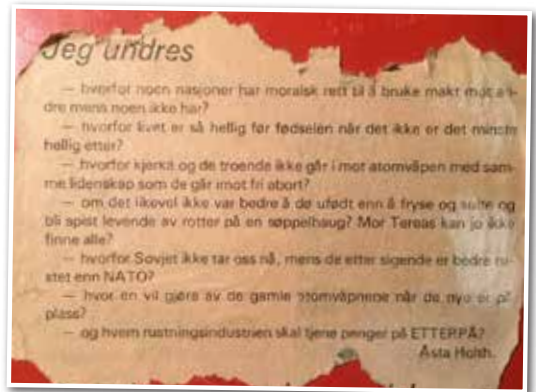 Jeg undres
— hvorfor noen nasjoner har moralsk rett til å bruke makt mot an-
dre mens noen ikke har?
— hvorfor livet er så hellig før fødselen når det ikke er det minste
hellig etter?
— hvorfor kjerka og de troende ikke går i mot atomvåpen med sam-
me lidenskap som de går imot fri abort?
— om det likevel ikke var bedre å dø ufødt enn å fryse og sulte og
bli spist levende av rotter på en søppelhaug? Mor Tereas kan jo ikke
finne alle?
— hvorfor Sovjet ikke tar oss nå, mens de etter sigende er bedre ru-
stet enn NATO?
— hvor en vil gjøre av de gamle atomvåpnene når de nye er på
plass?
— og hvem rustningsindustrien skal tjene penger på ETTERPÅ?
Åsta Holth.